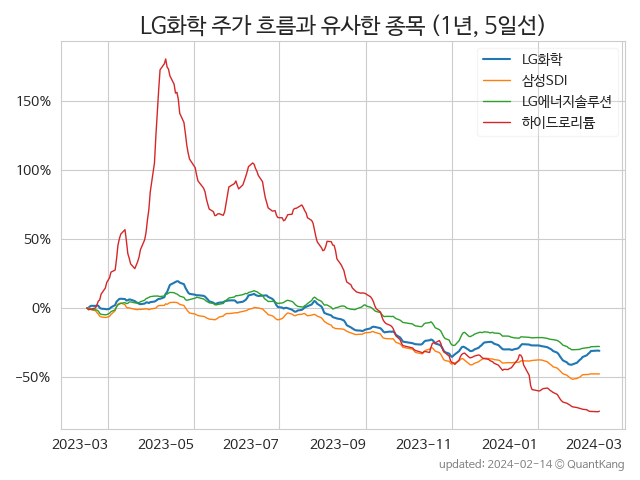 LG화학 주가 흐름과 유사한 종목 (1년, 5일선)
LG화학
삼성SDI
LG에너지솔루션
하이드로리튬
150%
100%
50%
0%
−50%
2023-03 2023-05 2023-07 2023-09 2023-11 2024-01 2024-03
updated: 2024-02-14 © QuantKang